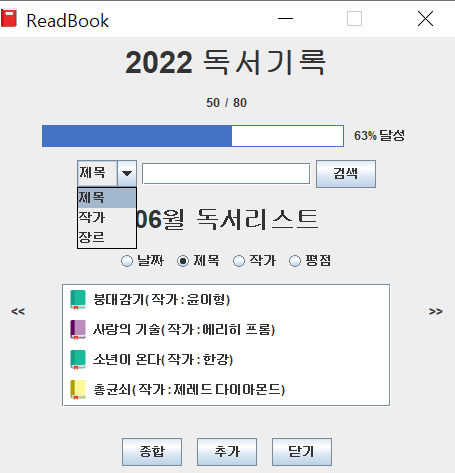 ReadBook
2022 독서기록
50 / 80
63% 달성
제목 검색
제목
작가
장르
06월 독서리스트
날짜 제목 작가 평점
<< >>
붕대감기(작가:윤이형)
사랑의 기술(작가:에리히 프롬)
소년이 온다(작가:한강)
총균쇠(작가:제레드 다이아몬드)
종합 추가 닫기